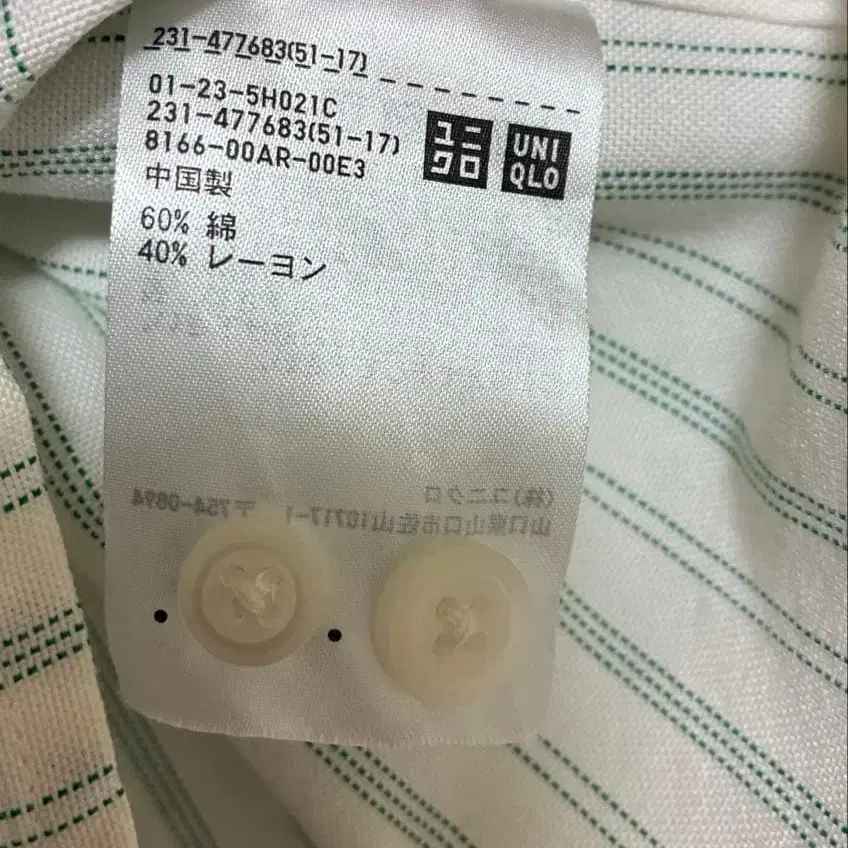 231-477683(51-17)
01-23-5H021C
231-477683(51-17)
8166-00AR-00E3
中国製
60% 綿
40% レーヨン
ユニ
クロ
UNI
QLO
(株)ユニクロ
山口県山口市佐山10717-1 〒754-0894